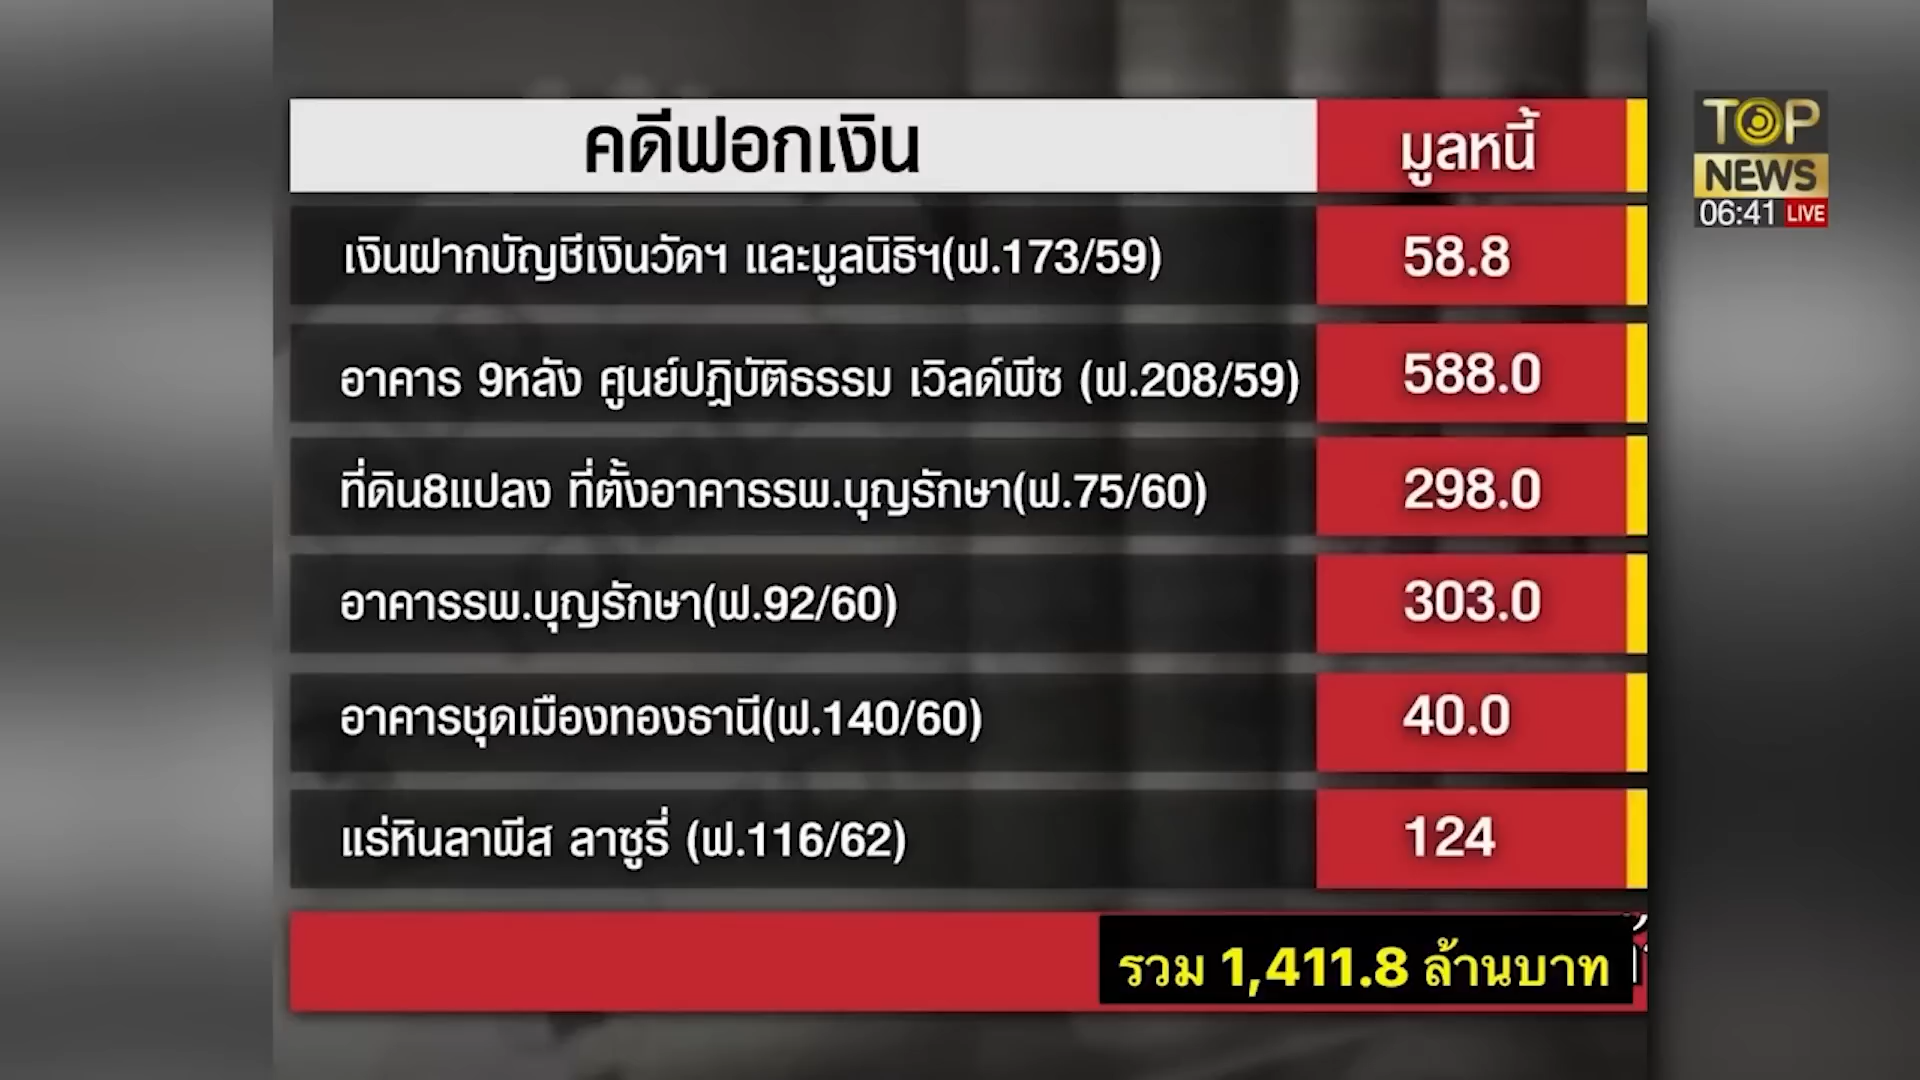 คดีฟอกเงิน มูลหนี้
TOP
NEWS
06:41 LIVE
เงินฝากบัญชีเงินวัดฯ และมูลนิธิฯ(ฟ.173/59) 58.8
อาคาร 9หลัง ศูนย์ปฏิบัติธรรม เวิลด์พีซ (ฟ.208/59) 588.0
ที่ดิน8แปลง ที่ตั้งอาคารรพ.บุญรักษา(ฟ.75/60) 298.0
อาคารรพ.บุญรักษา(ฟ.92/60) 303.0
อาคารชุดเมืองทองธานี(ฟ.140/60) 40.0
แร่หินลาพีส ลาซูรี่ (ฟ.116/62) 124
รวม 1,411.8 ล้านบาท